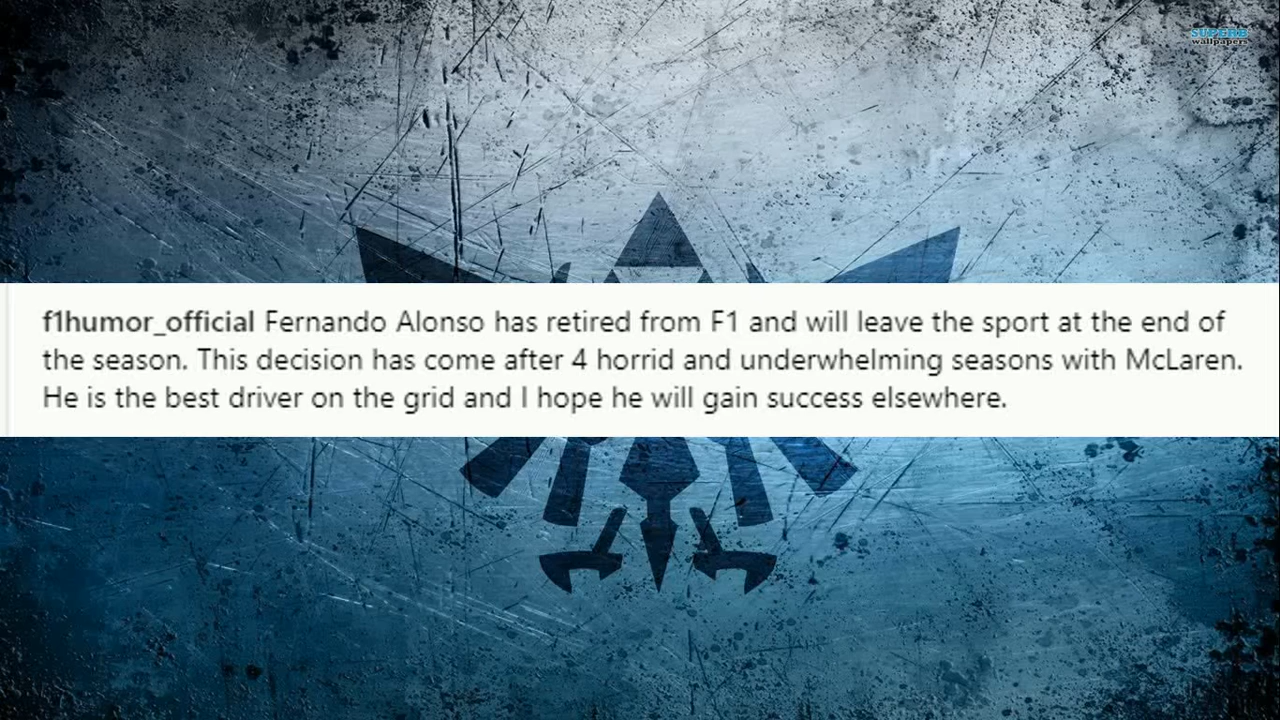 SUPERB
wallpapers
f1humor_official Fernando Alonso has retired from F1 and will leave the sport at the end of
the season. This decision has come after 4 horrid and underwhelming seasons with McLaren.
He is the best driver on the grid and I hope he will gain success elsewhere.